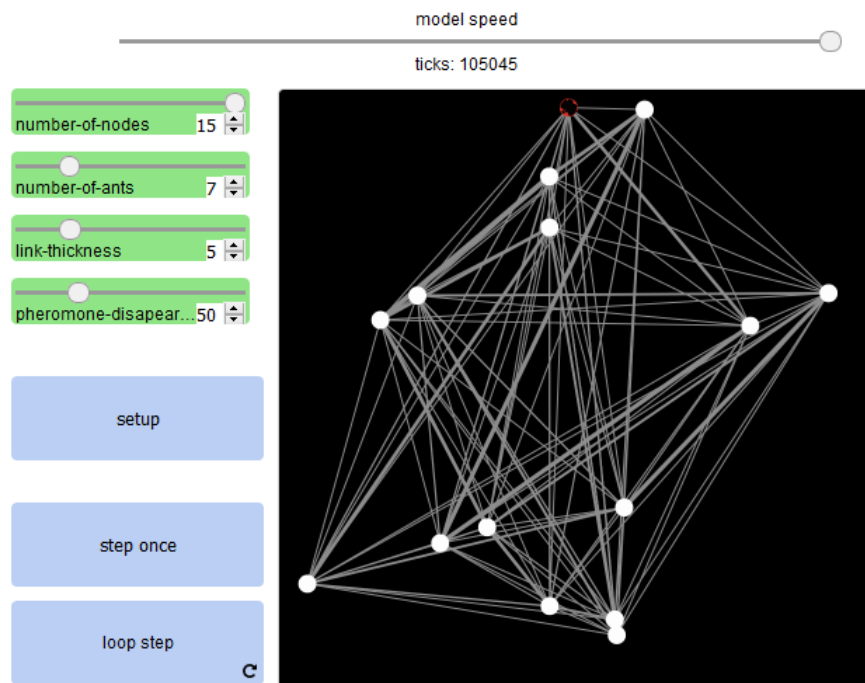 model speed
ticks: 105045
number-of-nodes 15
number-of-ants 7
link-thickness 5
pheromone-disapear... 50
setup
step once
loop step